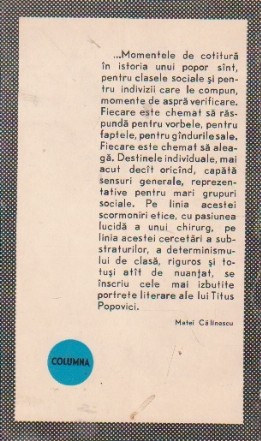 ...Momentele de cotitură
în istoria unui popor sînt,
pentru clasele sociale şi pen-
tru indivizii care le compun,
momente de aspră verificare.
Fiecare este chemat să răs-
pundă pentru vorbele, pentru
faptele, pentru gîndurile sale.
Fiecare este chemat să alea-
gă. Destinele individuale, mai
acut decît oricînd, capătă
sensuri generale, reprezen-
tative pentru mari grupuri
sociale. Pe linia acestei
scormoniri etice, cu pasiunea
lucidă a unui chirurg, pe
linia acestei cercetări a sub-
straturilor, a determinismu-
lui de clasă, riguros şi to-
tuşi atît de nuanţat, se
înscriu cele mai izbutite
portrete literare ale lui Titus
Popovici.
Matei Călinescu
COLUMNA